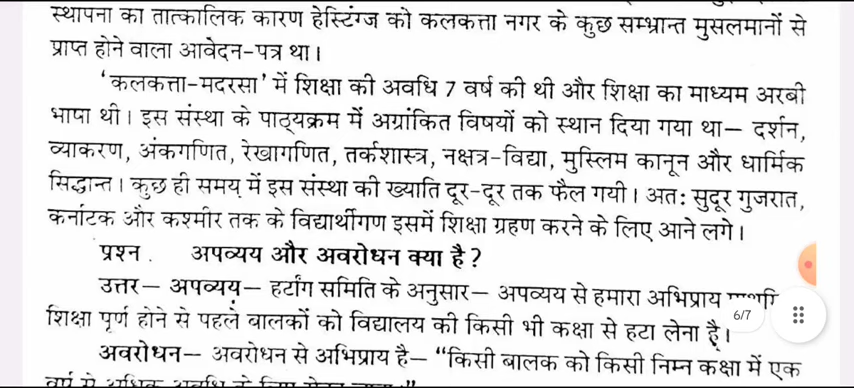 स्थापना का तात्कालिक कारण हेस्टिंग्ज को कलकत्ता नगर के कुछ सम्भ्रान्त मुसलमानों से
प्राप्त होने वाला आवेदन-पत्र था।
'कलकत्ता-मदरसा' में शिक्षा की अवधि 7 वर्ष की थी और शिक्षा का माध्यम अरबी
भाषा थी। इस संस्था के पाठ्यक्रम में अग्रांकित विषयों को स्थान दिया गया था— दर्शन,
व्याकरण, अंकगणित, रेखागणित, तर्कशास्त्र, नक्षत्र-विद्या, मुस्लिम कानून और धार्मिक
सिद्धान्त। कुछ ही समय में इस संस्था की ख्याति दूर-दूर तक फैल गयी। अतः सुदूर गुजरात,
कर्नाटक और कश्मीर तक के विद्यार्थीगण इसमें शिक्षा ग्रहण करने के लिए आने लगे।
प्रश्न . अपव्यय और अवरोधन क्या है?
उत्तर— अपव्यय— हर्टांग समिति के अनुसार— अपव्यय से हमारा अभिप्राय
शिक्षा पूर्ण होने से पहले बालकों को विद्यालय की किसी भी कक्षा से हटा लेना है।
6/7
अवरोधन— अवरोधन से अभिप्राय है— “किसी बालक को किसी निम्न कक्षा में एक